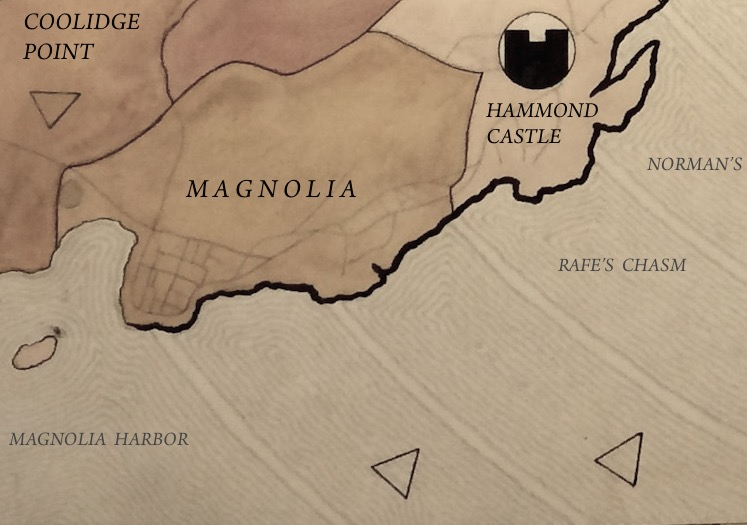 COOLIDGE
POINT
HAMMOND
CASTLE
NORMAN'S
MAGNOLIA
RAFE'S CHASM
MAGNOLIA HARBOR